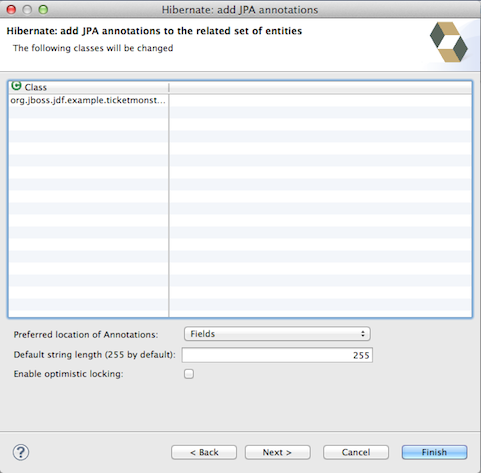 Hibernate: add JPA annotations
Hibernate: add JPA annotations to the related set of entities
The following classes will be changed
Class
org.jboss.jdf.example.ticketmonst...
Preferred location of Annotations: Fields
Default string length (255 by default): 255
Enable optimistic locking:
? < Back Next > Cancel Finish